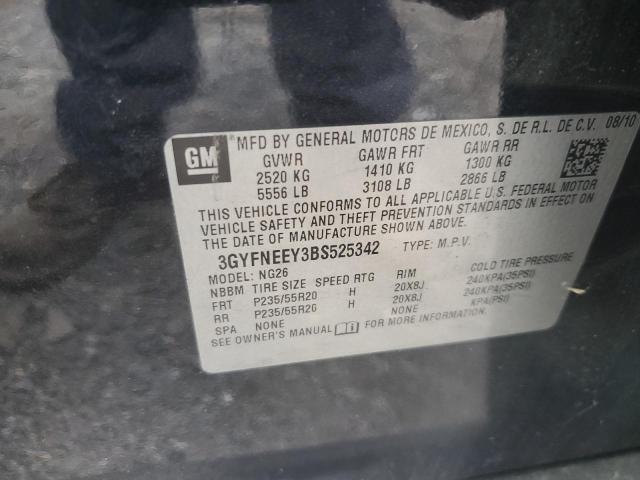 GM
MFD BY GENERAL MOTORS DE MEXICO, S. DE R.L. DE C.V. 08/10
GVWR GAWR FRT GAWR RR
2520 KG 1410 KG 1300 KG
5556 LB 3108 LB 2866 LB
THIS VEHICLE CONFORMS TO ALL APPLICABLE U.S. FEDERAL MOTOR
VEHICLE SAFETY AND THEFT PREVENTION STANDARDS IN EFFECT ON
THE DATE OF MANUFACTURE SHOWN ABOVE.
3GYFNEEY3BS525342 TYPE: M.P.V.
MODEL: NG26
NBBM TIRE SIZE SPEED RTG RIM COLD TIRE PRESSURE
FRT P235/55R20 H 20X8J 240KPA(35PSI)
RR P235/55R20 H 20X8J 240KPA(35PSI)
SPA NONE NONE KPA(PSI)
SEE OWNER'S MANUAL FOR MORE INFORMATION.